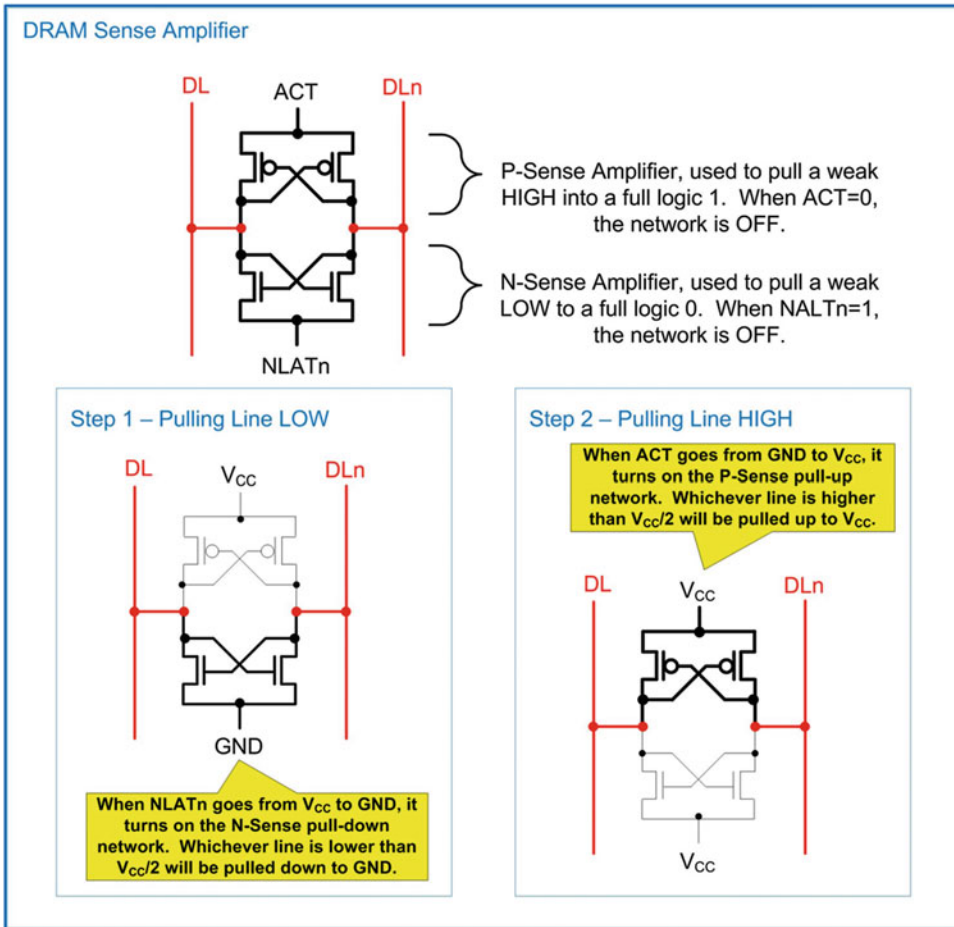 DRAM Sense Amplifier
DL
ACT
DLn
P-Sense Amplifier, used to pull a weak
HIGH into a full logic 1. When ACT=0,
the network is OFF.
N-Sense Amplifier, used to pull a weak
LOW to a full logic 0. When NALTn=1,
the network is OFF.
NLATn
Step 1 – Pulling Line LOW
DL
VCC
DLn
GND
When NLATn goes from VCC to GND, it
turns on the N-Sense pull-down
network. Whichever line is lower than
VCC/2 will be pulled down to GND.
Step 2 – Pulling Line HIGH
When ACT goes from GND to VCC, it
turns on the P-Sense pull-up
network. Whichever line is higher
than VCC/2 will be pulled up to VCC.
DL
VCC
DLn
VCC